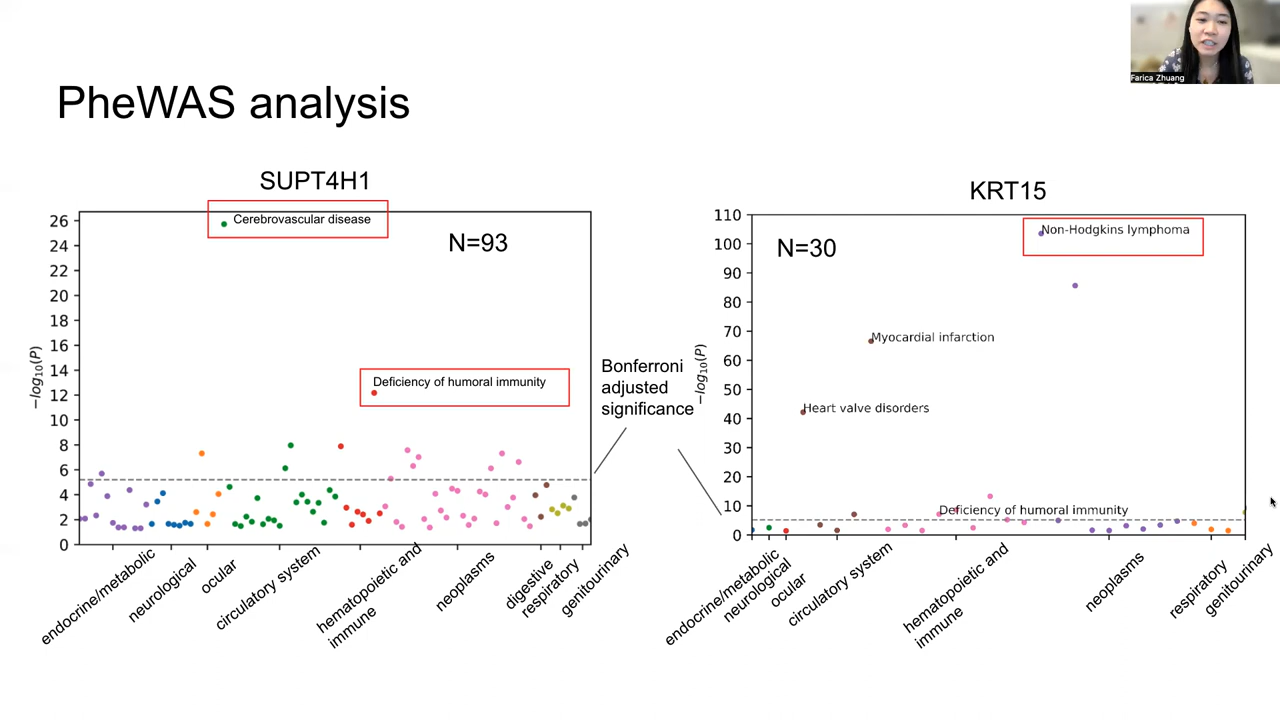 Farica Zhuang
PheWAS analysis
SUPT4H1
26
24
22
20
18
16
14
12
10
8
6
4
2
0
-log10(P)
Cerebrovascular disease
N=93
Deficiency of humoral immunity
endocrine/metabolic
neurological
ocular
circulatory system
hematopoietic and
immune
neoplasms
digestive
respiratory
genitourinary
Bonferroni
adjusted
significance
KRT15
110
100
90
80
70
60
50
40
30
20
10
0
-log10(P)
N=30
Non-Hodgkins lymphoma
Myocardial infarction
Heart valve disorders
Deficiency of humoral immunity
endocrine/metabolic
neurological
ocular
circulatory system
hematopoietic and
immune
neoplasms
respiratory
genitourinary